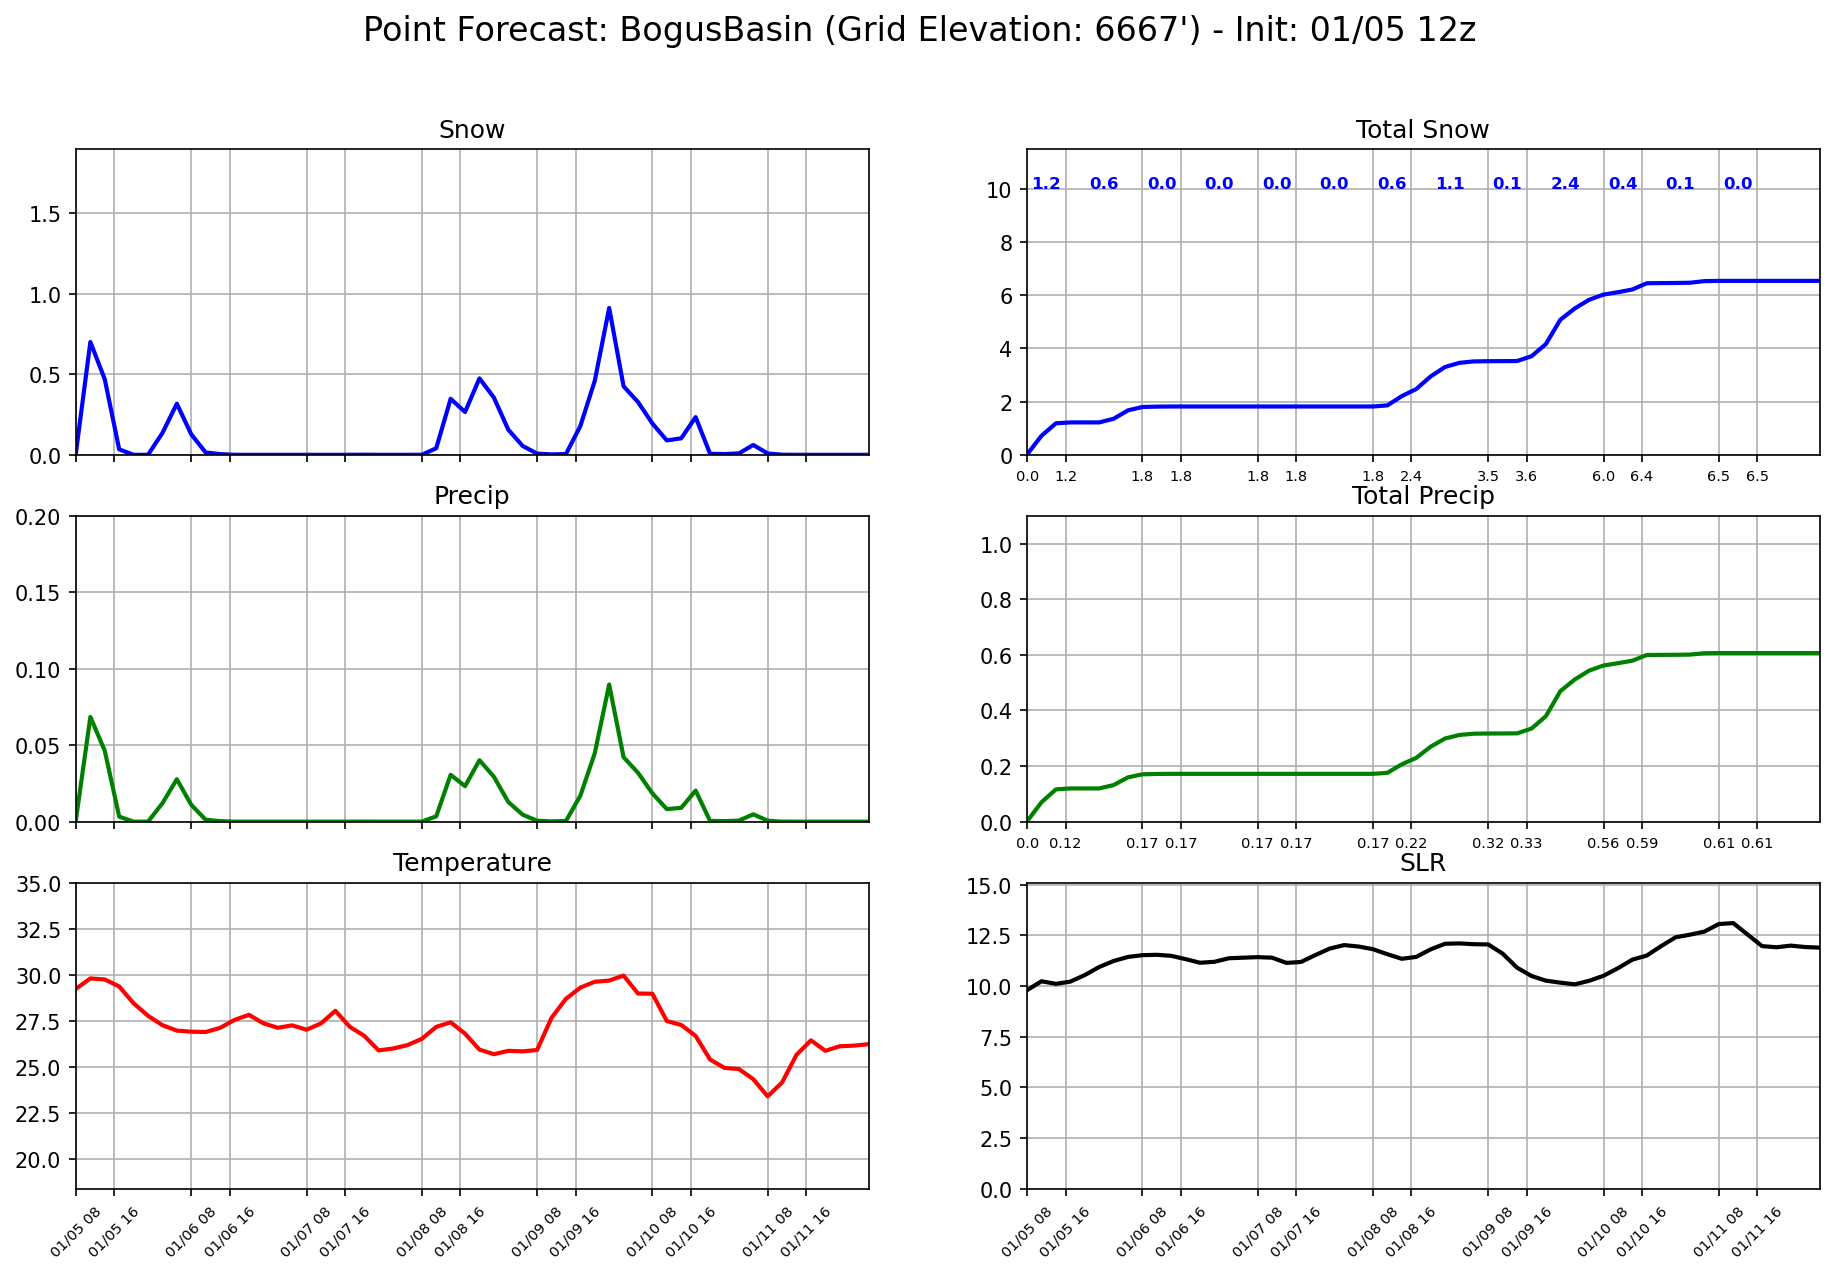 Point Forecast: BogusBasin (Grid Elevation: 6667') - Init: 01/05 12z
Snow
1.5
1.0
0.5
0.0
Total Snow
10
8
6
4
2
0
1.2 0.6 0.0 0.0 0.0 0.0 0.6 1.1 0.1 2.4 0.4 0.1 0.0
0.0 1.2 1.8 1.8 1.8 1.8 1.8 2.4 3.5 3.6 6.0 6.4 6.5 6.5
Precip
0.20
0.15
0.10
0.05
0.00
Total Precip
1.0
0.8
0.6
0.4
0.2
0.0
0.0 0.12 0.17 0.17 0.17 0.17 0.17 0.22 0.32 0.33 0.56 0.59 0.61 0.61
Temperature
35.0
32.5
30.0
27.5
25.0
22.5
20.0
01/05 08 01/05 16 01/06 08 01/06 16 01/07 08 01/07 16 01/08 08 01/08 16 01/09 08 01/09 16 01/10 08 01/10 16 01/11 08 01/11 16
SLR
15.0
12.5
10.0
7.5
5.0
2.5
0.0
01/05 08 01/05 16 01/06 08 01/06 16 01/07 08 01/07 16 01/08 08 01/08 16 01/09 08 01/09 16 01/10 08 01/10 16 01/11 08 01/11 16